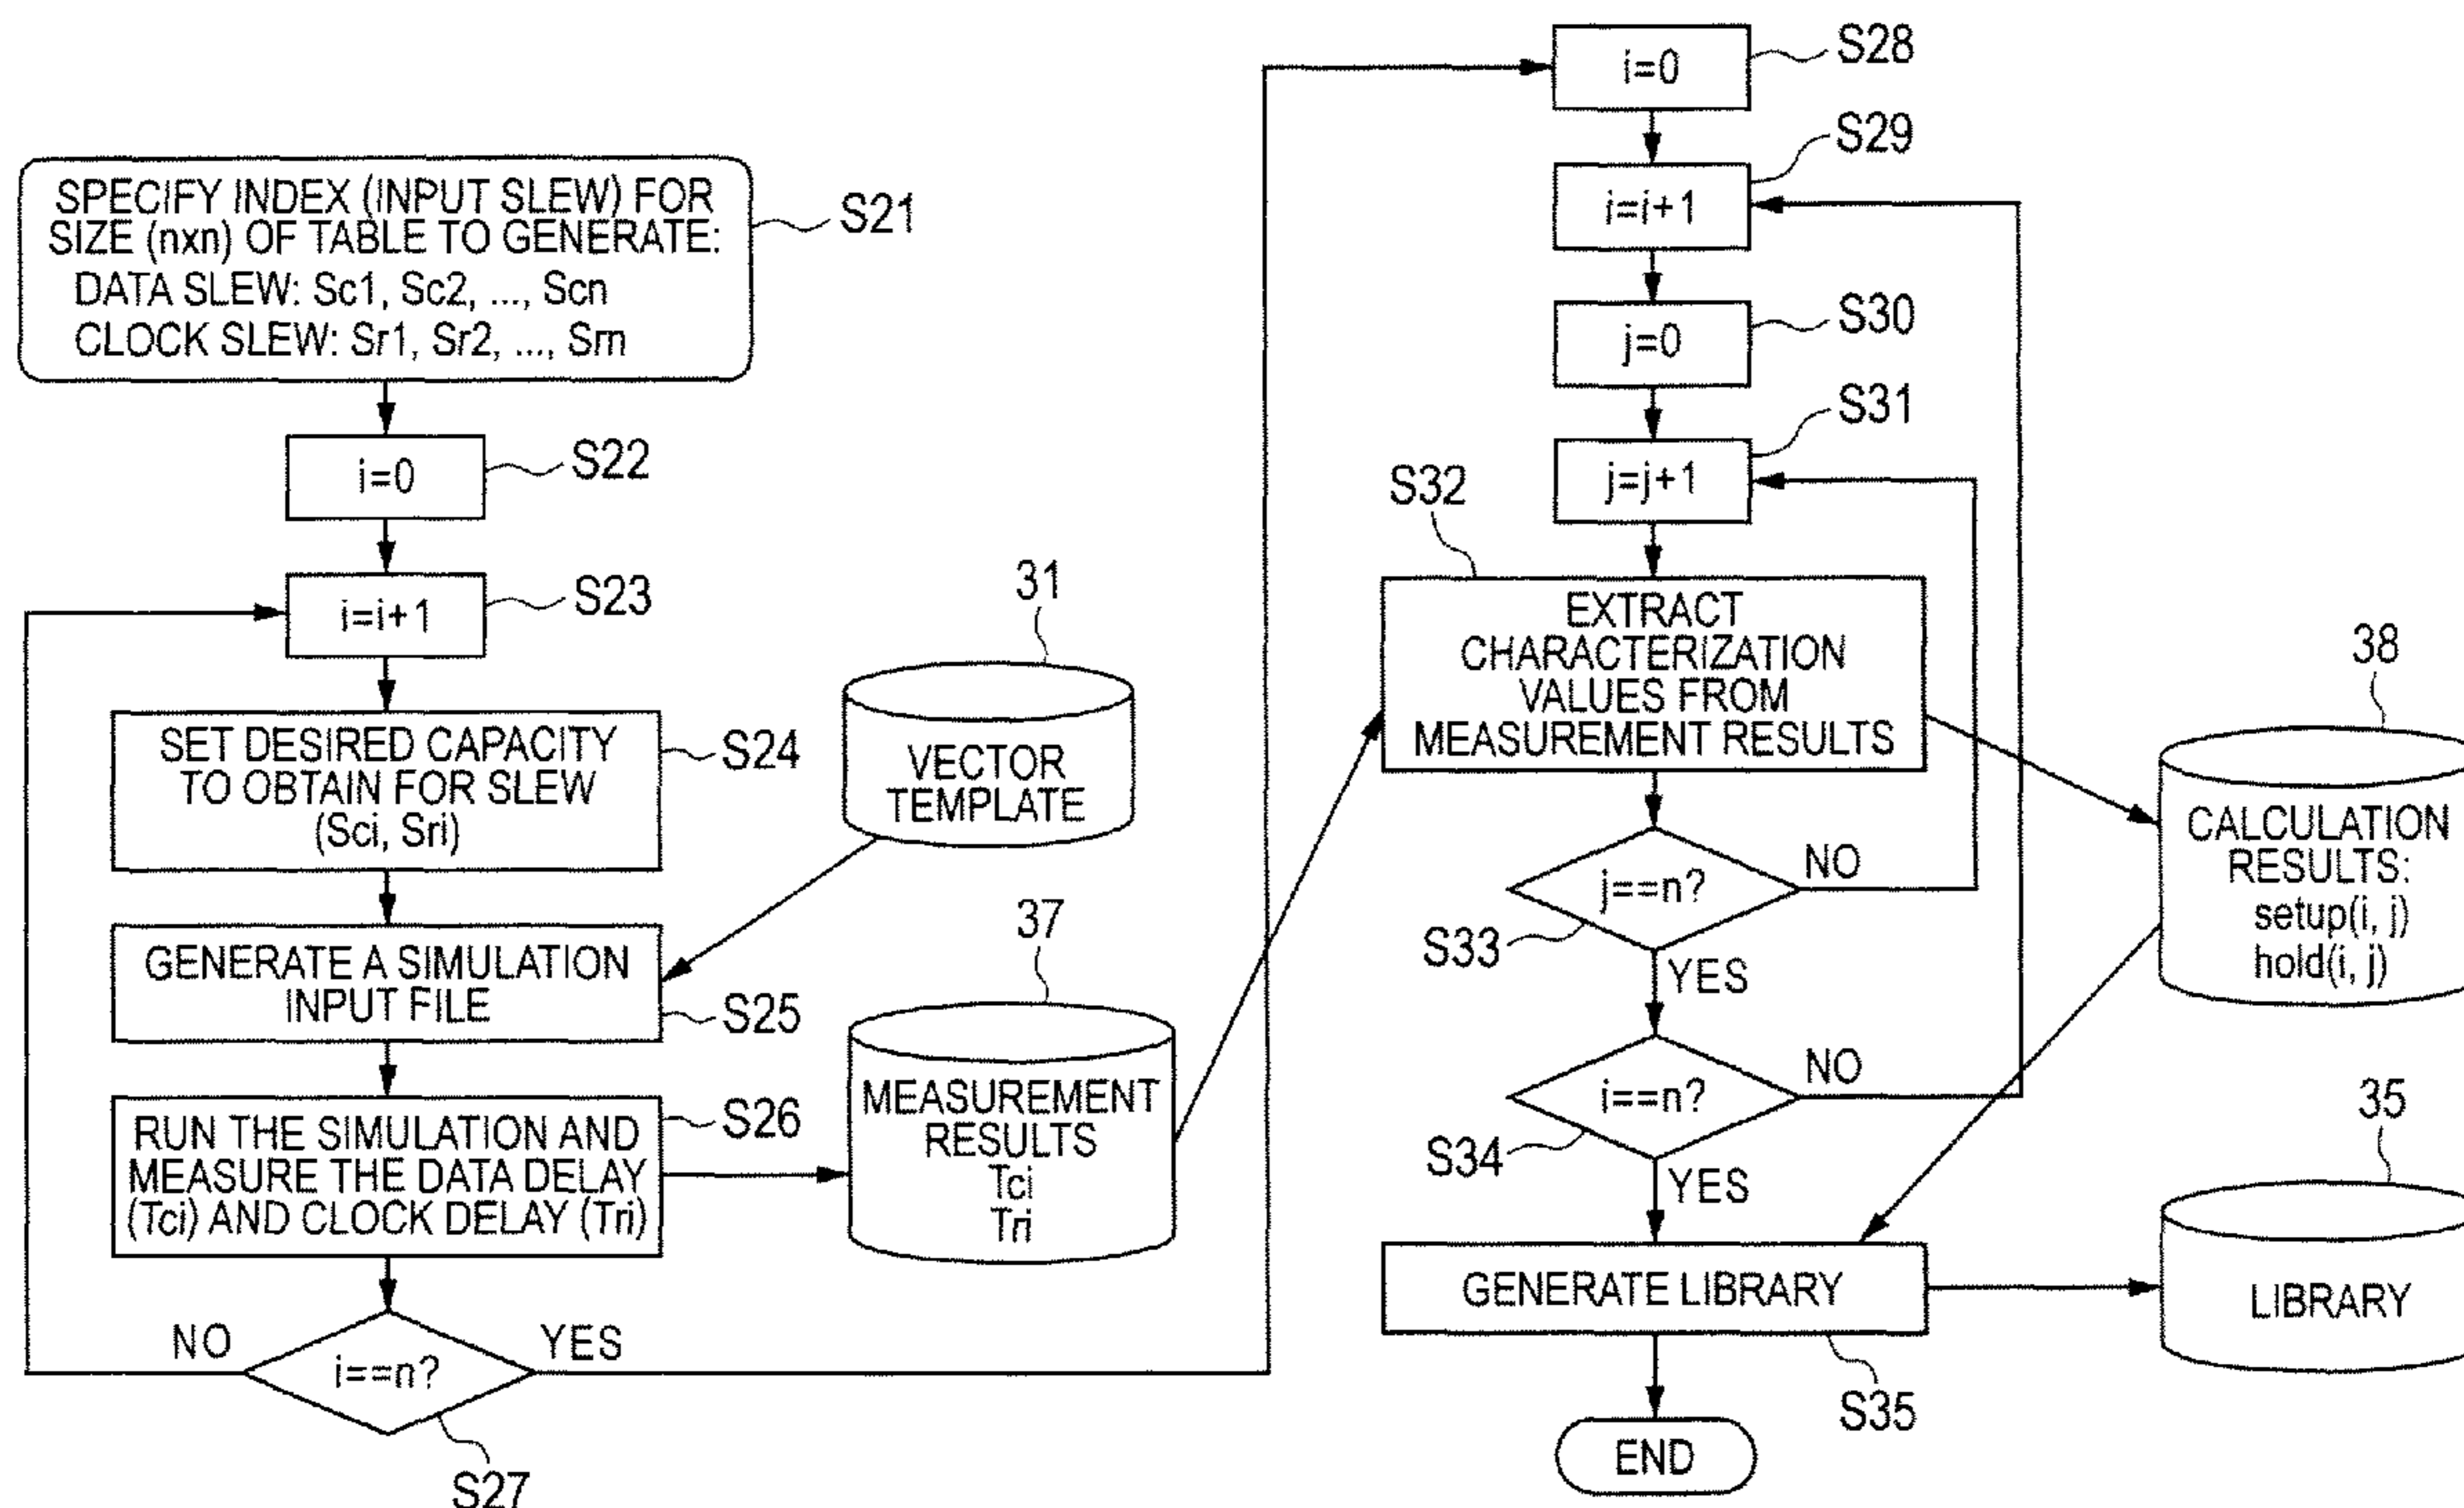 SPECIFY INDEX (INPUT SLEW) FOR
SIZE (nxn) OF TABLE TO GENERATE:
DATA SLEW: Sc1, Sc2, ..., Scn
CLOCK SLEW: Sr1, Sr2, ..., Srn
S21
i=0
S22
i=i+1
S23
SET DESIRED CAPACITY
TO OBTAIN FOR SLEW
(Sci, Sri)
S24
31
VECTOR
TEMPLATE
GENERATE A SIMULATION
INPUT FILE
S25
RUN THE SIMULATION AND
MEASURE THE DATA DELAY
(Tci) AND CLOCK DELAY (Tri)
S26
37
MEASUREMENT
RESULTS
Tci
Tri
NO
i==n?
YES
S27
i=0
S28
i=i+1
S29
j=0
S30
j=j+1
S31
S32
EXTRACT
CHARACTERIZATION
VALUES FROM
MEASUREMENT RESULTS
38
CALCULATION
RESULTS:
setup(i, j)
hold(i, j)
j==n?
NO
S33
YES
i==n?
NO
S34
YES
GENERATE LIBRARY
S35
35
LIBRARY
END